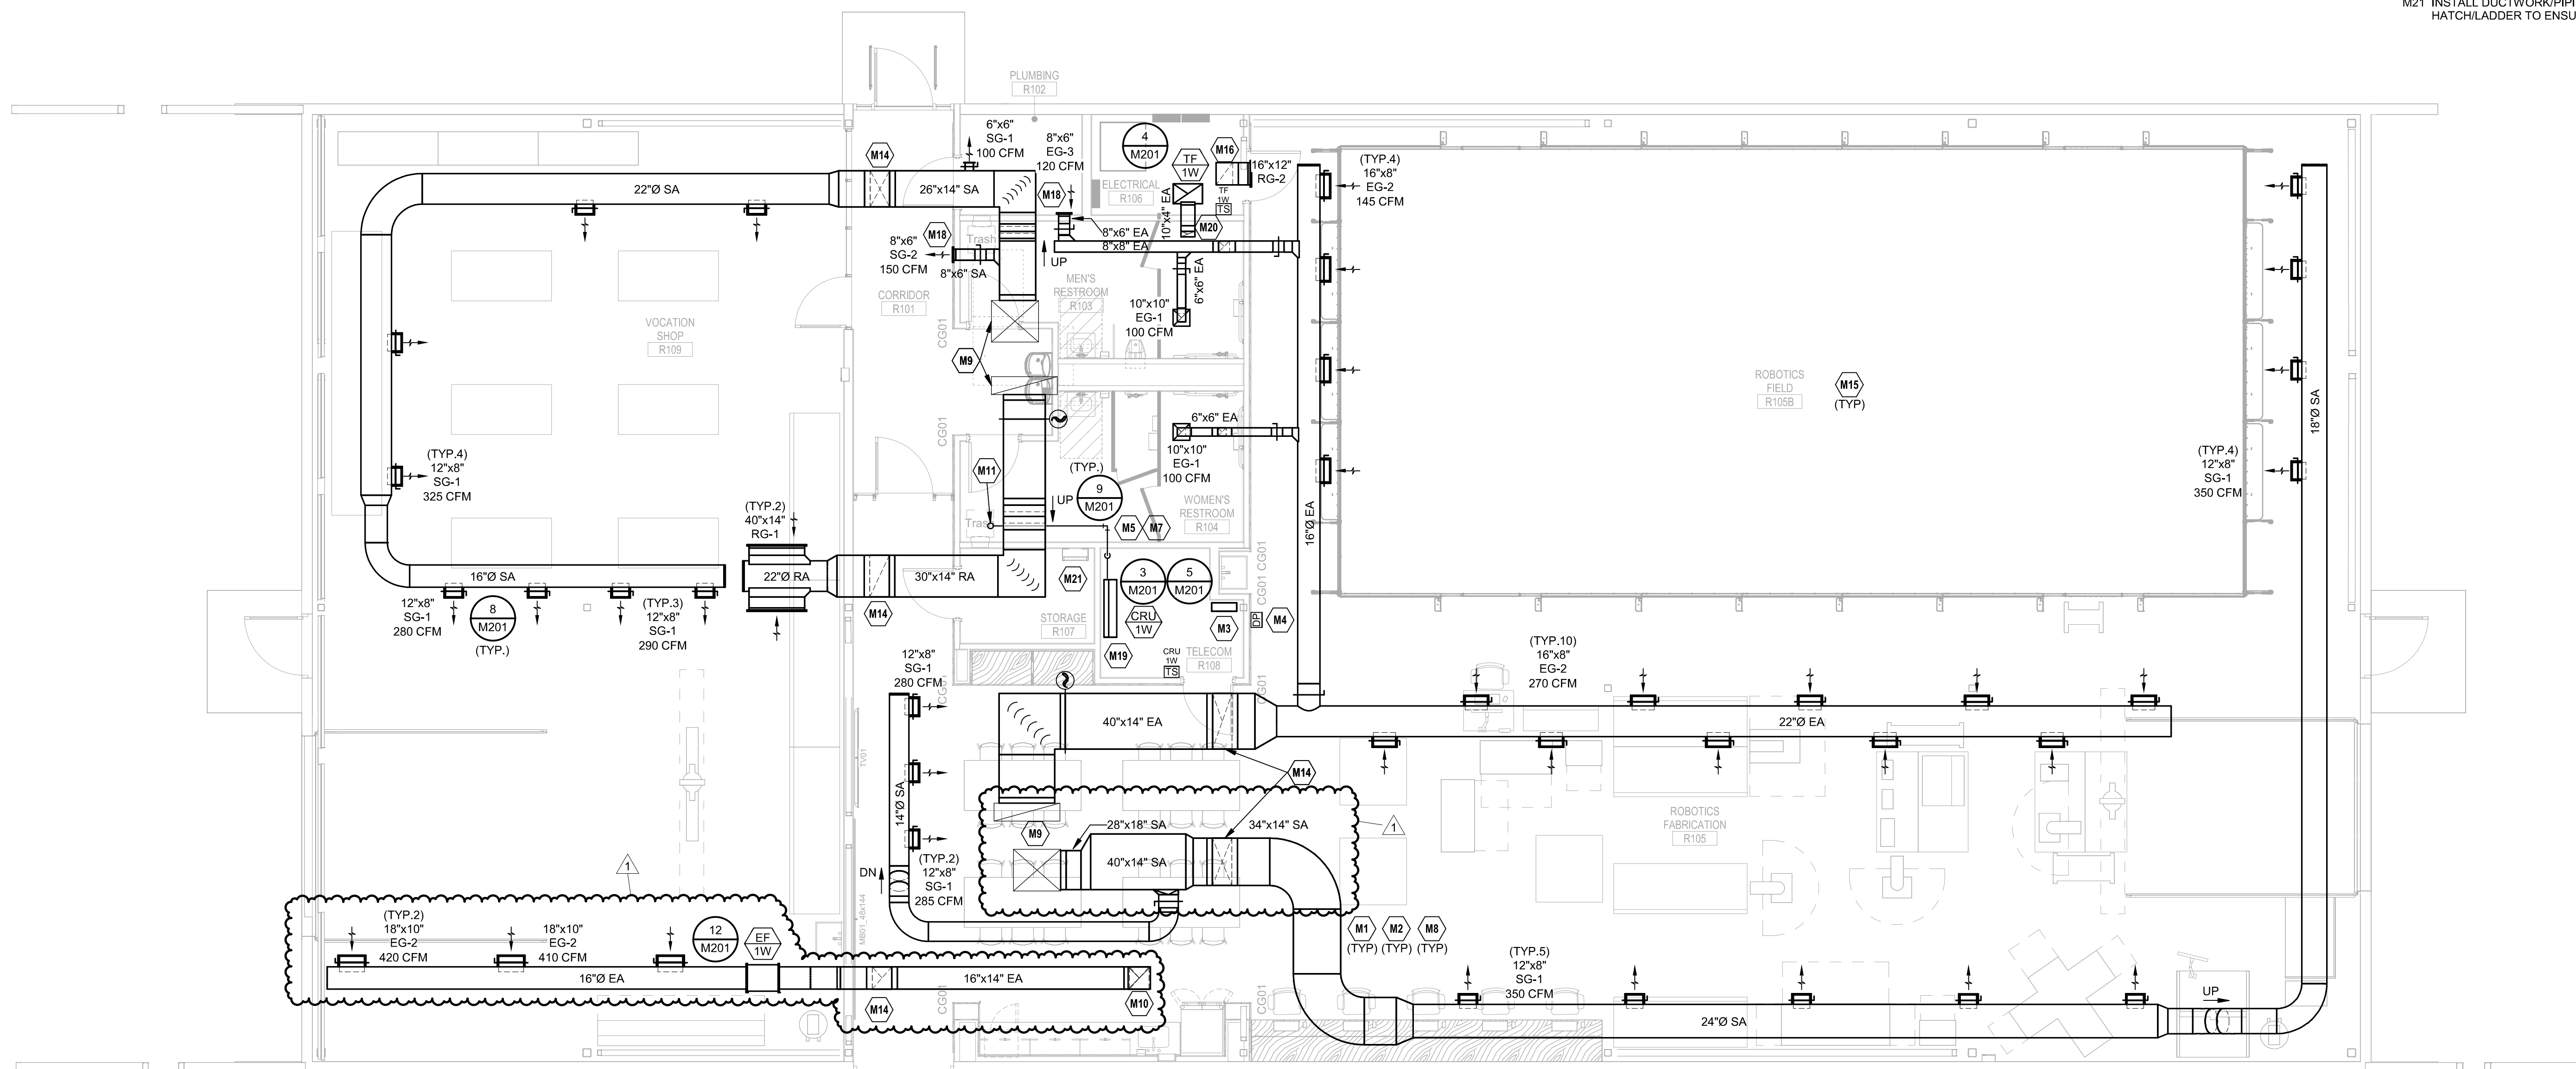 M21 INSTALL DUCTWORK/PIPI
HATCH/LADDER TO ENSU
PLUMBING
R102
6"x6"
SG-1
100 CFM
8"x6"
EG-3
120 CFM
4
M201
TF
1W
M16
16"x12"
RG-2
(TYP.4)
16"x8"
EG-2
145 CFM
M14
22"Ø SA
26"x14" SA
M18
ELECTRICAL
R106
10"x4" EA
TF
1W
TS
M20
8"x6" EA
8"x8" EA
M18
8"x6"
SG-2
150 CFM
Trash
8"x6" SA
UP
6"x6" EA
MEN'S
RESTROOM
R103
10"x10"
EG-1
100 CFM
CORRIDOR
R101
CG01
VOCATION
SHOP
R109
M9
ROBOTICS
FIELD
R105B
M15
(TYP)
18"Ø SA
6"x6" EA
CG01
10"x10"
EG-1
100 CFM
(TYP.4)
12"x8"
SG-1
325 CFM
(TYP.4)
12"x8"
SG-1
350 CFM
M11
(TYP.)
9
M201
UP
WOMEN'S
RESTROOM
R104
Trash
M5
M7
16"Ø EA
(TYP.2)
40"x14"
RG-1
16"Ø SA
22"Ø RA
30"x14" RA
M21
3
M201
5
M201
CG01
CG01
CG01
12"x8"
SG-1
280 CFM
8
M201
(TYP.)
(TYP.3)
12"x8"
SG-1
290 CFM
M14
STORAGE
R107
CRU
1W
M3
DP
M4
M19
CRU
1W
TS
TELECOM
R108
12"x8"
SG-1
280 CFM
CG01
CG01
(TYP.10)
16"x8"
EG-2
270 CFM
40"x14" EA
22"Ø EA
TV01
14"Ø SA
M14
M9
28"x18" SA
34"x14" SA
1
ROBOTICS
FABRICATION
R105
40"x14" SA
(TYP.2)
12"x8"
SG-1
285 CFM
DN
1
MB01_48x144
(TYP.2)
18"x10"
EG-2
420 CFM
18"x10"
EG-2
410 CFM
12
M201
EF
1W
M1
(TYP)
M2
(TYP)
M8
(TYP)
16"Ø EA
16"x14" EA
M14
M10
CG01
CG01
(TYP.5)
12"x8"
SG-1
350 CFM
24"Ø SA
UP